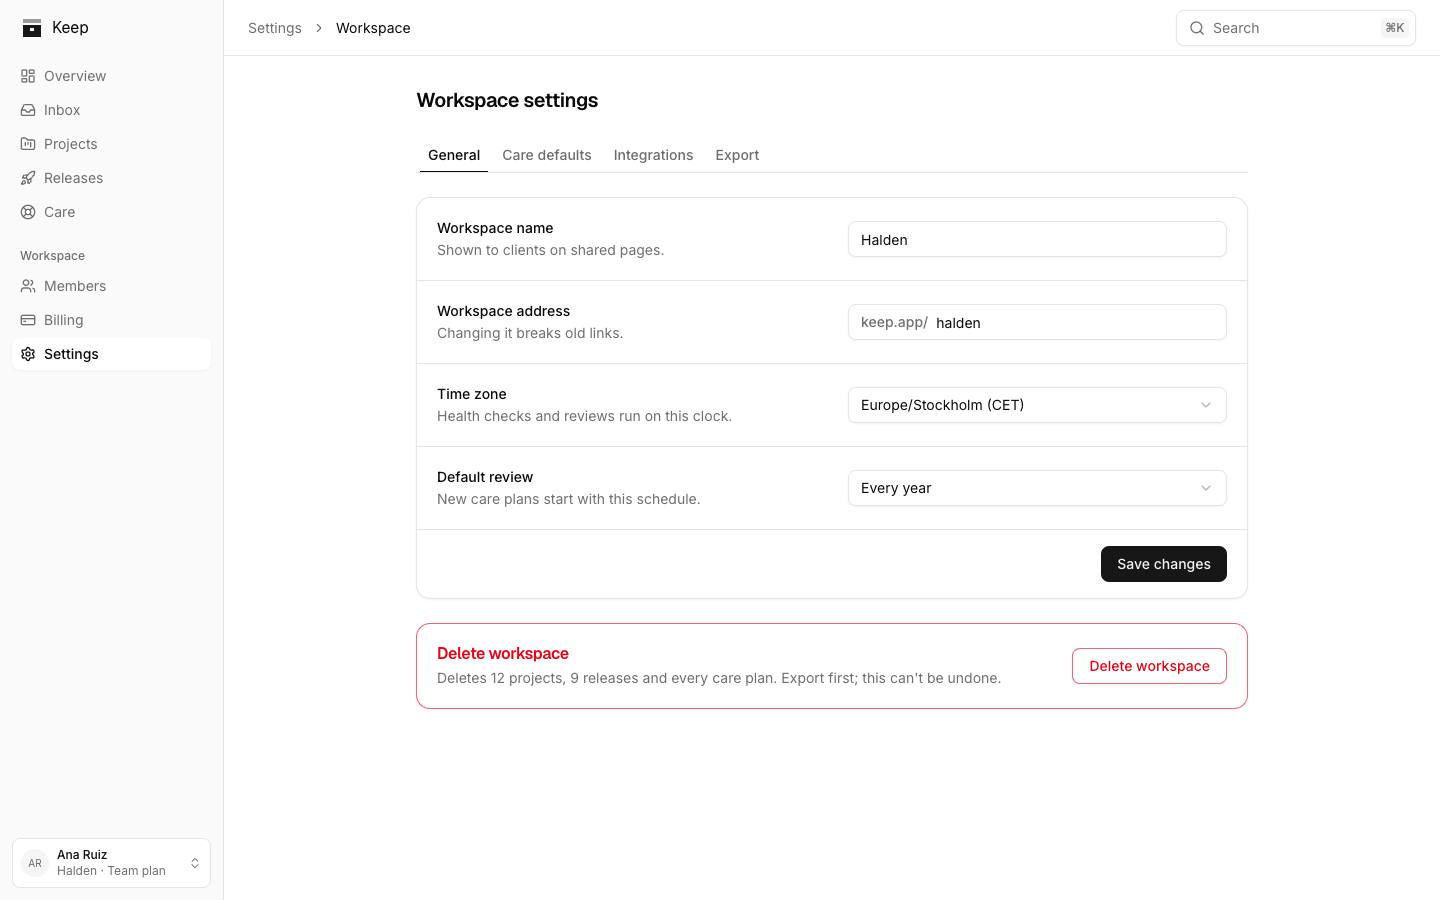 Keep
Overview
Inbox
Projects
Releases
Care
Workspace
Members
Billing
Settings
AR
Ana Ruiz
Halden · Team plan
Settings > Workspace
Search ⌘K
Workspace settings
General Care defaults Integrations Export
Workspace name
Shown to clients on shared pages.
Halden
Workspace address
Changing it breaks old links.
keep.app/ halden
Time zone
Health checks and reviews run on this clock.
Europe/Stockholm (CET)
Default review
New care plans start with this schedule.
Every year
Save changes
Delete workspace
Deletes 12 projects, 9 releases and every care plan. Export first; this can't be undone.
Delete workspace